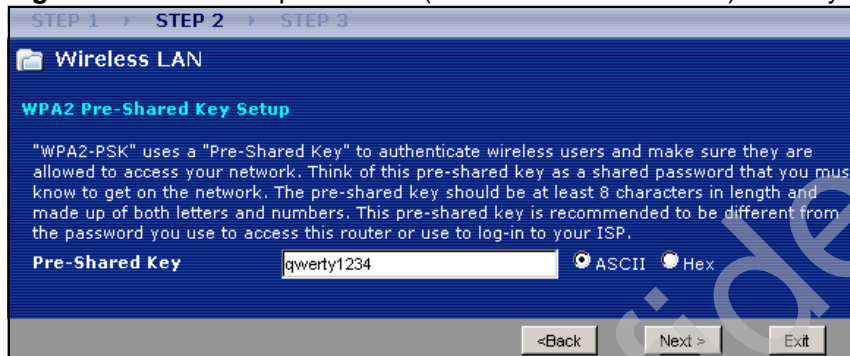 STEP 1 STEP 2 STEP 3
Wireless LAN
WPA2 Pre-Shared Key Setup
"WPA2-PSK" uses a "Pre-Shared Key" to authenticate wireless users and make sure they are
allowed to access your network. Think of this pre-shared key as a shared password that you
know to get on the network. The pre-shared key should be at least 8 characters in length and
made up of both letters and numbers. This pre-shared key is recommended to be different from
the password you use to access this router or use to log-in to your ISP.
Pre-Shared Key qwerty1234 ASCII Hex
<Back Next > Exit